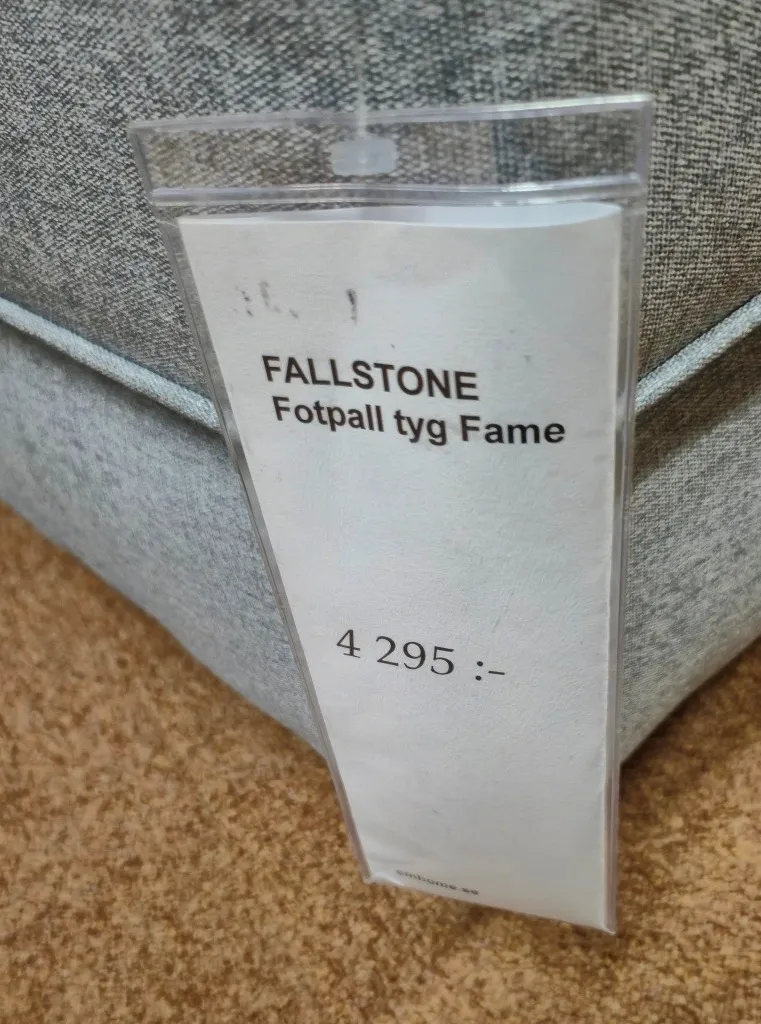 FALLSTONE
Fotpall tyg Fame
4 295 :-